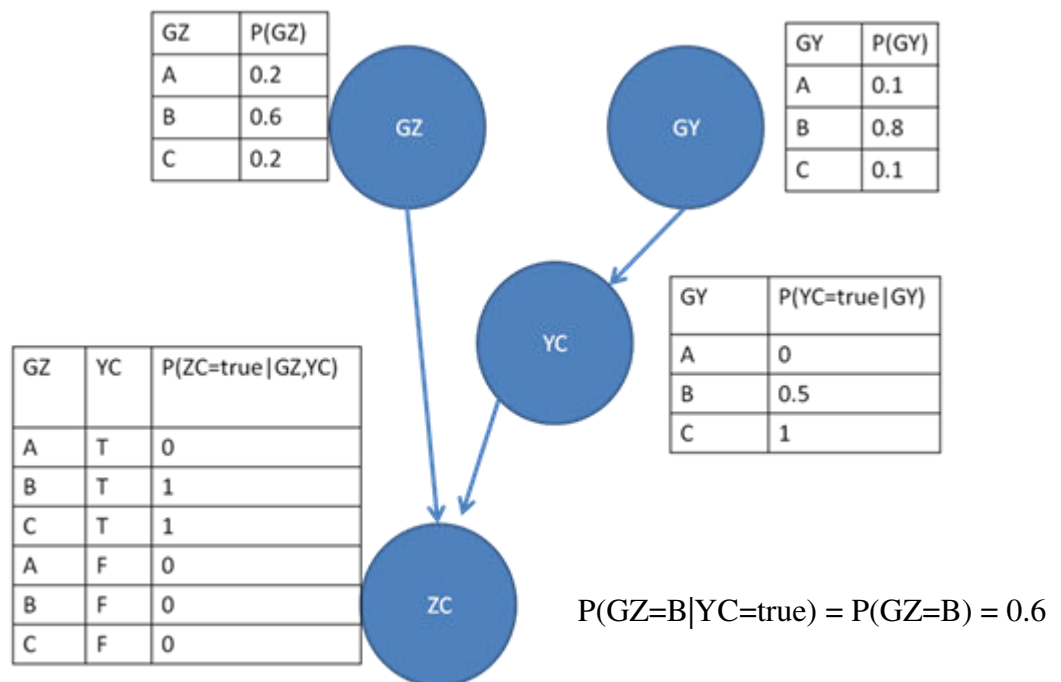 GZ P(GZ)
A 0.2
B 0.6
C 0.2
GZ
GY
GY P(GY)
A 0.1
B 0.8
C 0.1
YC
GY P(YC=true|GY)
A 0
B 0.5
C 1
GZ YC P(ZC=true|GZ,YC)
A T 0
B T 1
C T 1
A F 0
B F 0
C F 0
ZC
P(GZ=B|YC=true) = P(GZ=B) = 0.6